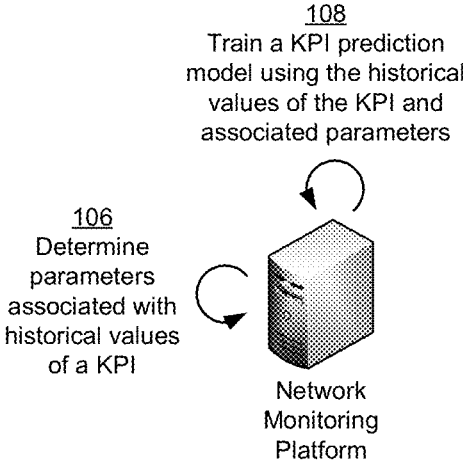 108
Train a KPI prediction
model using the historical
values of the KPI and
associated parameters
106
Determine
parameters
associated with
historical values
of a KPI
Network
Monitoring
Platform